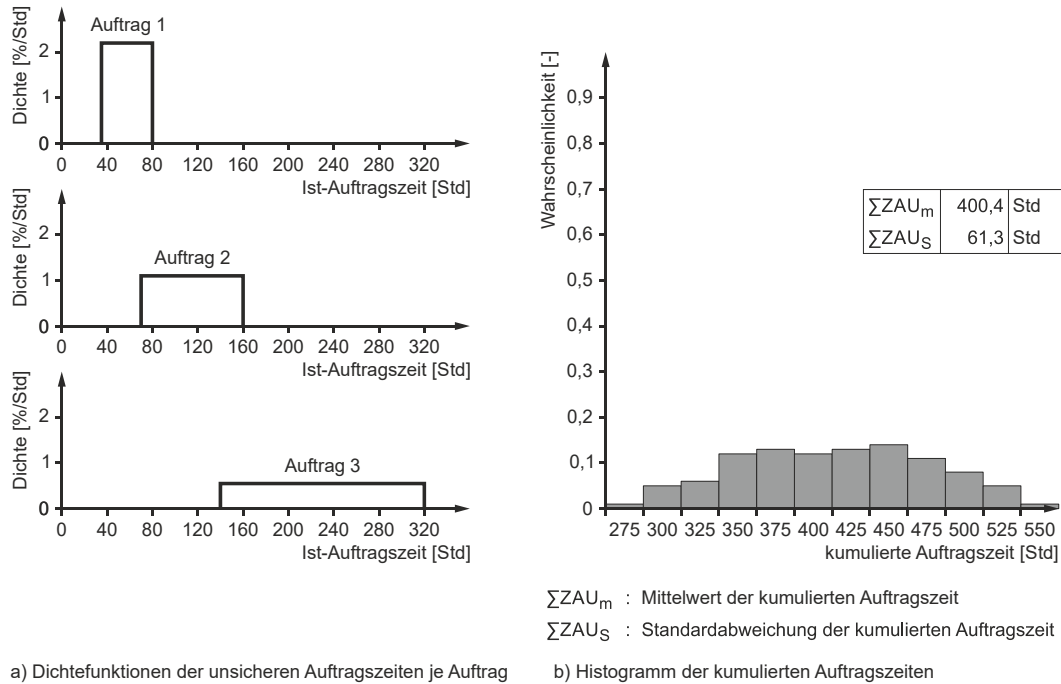 Auftrag 1
Dichte [%/Std]
2
1
0
0 40 80 120 160 200 240 280 320
Ist-Auftragszeit [Std]
Auftrag 2
Dichte [%/Std]
2
1
0
0 40 80 120 160 200 240 280 320
Ist-Auftragszeit [Std]
Auftrag 3
Dichte [%/Std]
2
1
0
0 40 80 120 160 200 240 280 320
Ist-Auftragszeit [Std]
Wahrscheinlichkeit [-]
0,9
0,8
0,7
0,6
0,5
0,4
0,3
0,2
0,1
0
275 300 325 350 375 400 425 450 475 500 525 550
kumulierte Auftragszeit [Std]
∑ZAUm 400,4 Std
∑ZAUS 61,3 Std
∑ZAUm : Mittelwert der kumulierten Auftragszeit
∑ZAUS : Standardabweichung der kumulierten Auftragszeit
a) Dichtefunktionen der unsicheren Auftragszeiten je Auftrag
b) Histogramm der kumulierten Auftragszeiten